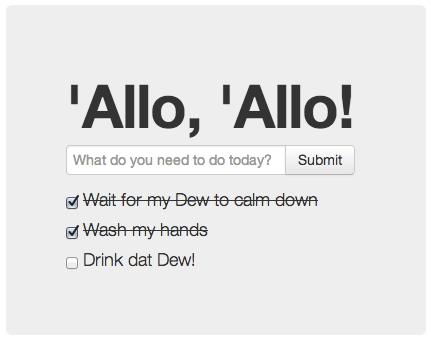 'Allo, 'Allo!
What do you need to do today? Submit
Wait for my Dew to calm down
Wash my hands
Drink dat Dew!